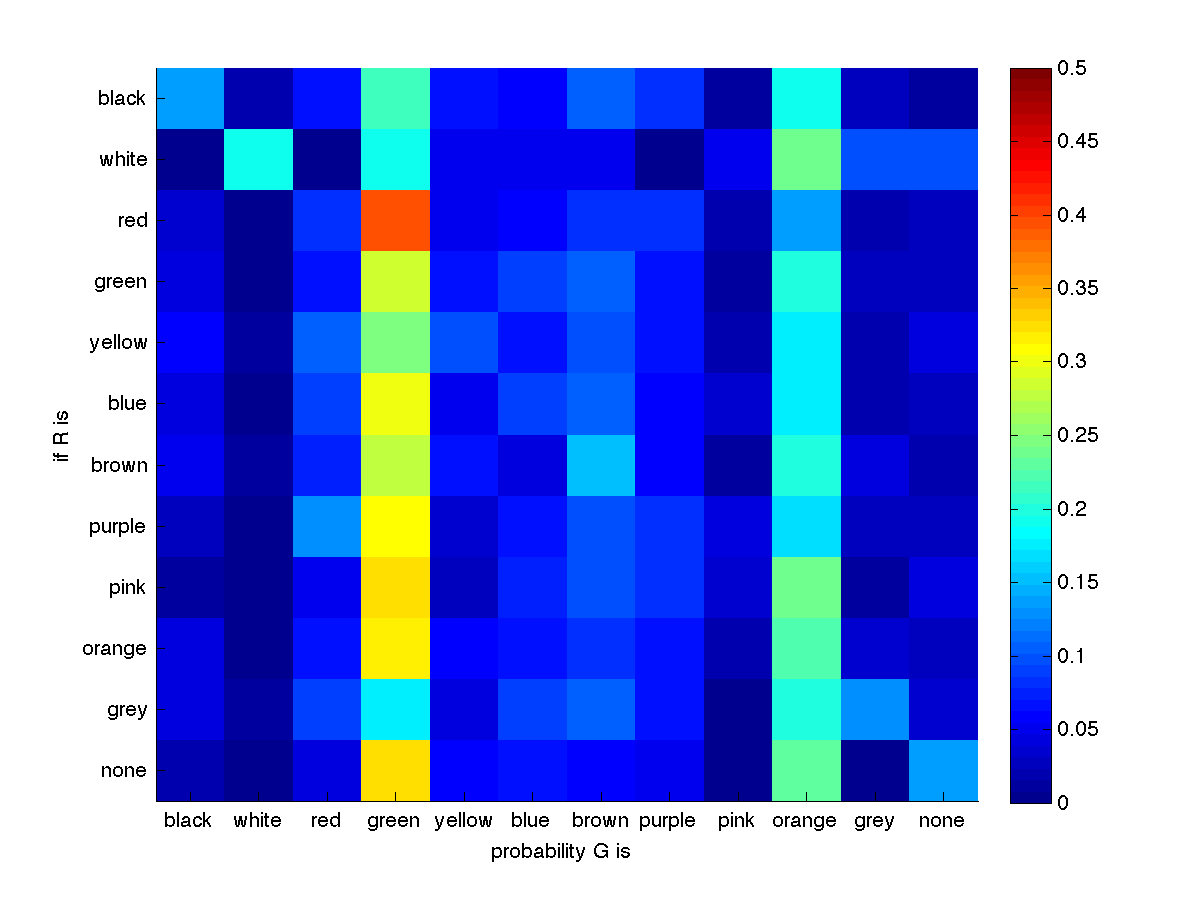 0.5
black
0.45
white
0.4
red
0.35
green
0.3
yellow
0.25
blue
if R is
0.2
brown
0.15
purple
0.1
pink
0.05
orange
0
grey
none
black white red green yellow blue brown purple pink orange grey none
probability G is